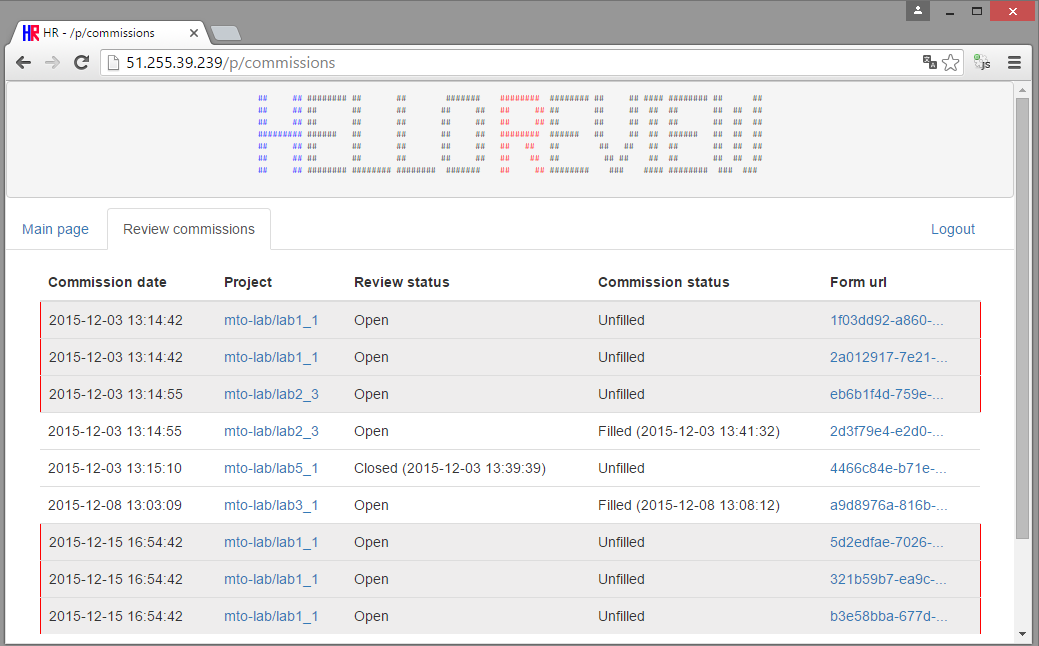 HR - /p/commissions
51.255.39.239/p/commissions
HELLOREVIEW
Main page Review commissions Logout
Commission date Project Review status Commission status Form url
2015-12-03 13:14:42 mto-lab/lab1_1 Open Unfilled 1f03dd92-a860-...
2015-12-03 13:14:42 mto-lab/lab1_1 Open Unfilled 2a012917-7e21-...
2015-12-03 13:14:55 mto-lab/lab2_3 Open Unfilled eb6b1f4d-759e-...
2015-12-03 13:14:55 mto-lab/lab2_3 Open Filled (2015-12-03 13:41:32) 2d3f79e4-e2d0-...
2015-12-03 13:15:10 mto-lab/lab5_1 Closed (2015-12-03 13:39:39) Unfilled 4466c84e-b71e-...
2015-12-08 13:03:09 mto-lab/lab3_1 Open Filled (2015-12-08 13:08:12) a9d8976a-816b-...
2015-12-15 16:54:42 mto-lab/lab1_1 Open Unfilled 5d2edfae-7026-...
2015-12-15 16:54:42 mto-lab/lab1_1 Open Unfilled 321b59b7-ea9c-...
2015-12-15 16:54:42 mto-lab/lab1_1 Open Unfilled b3e58bba-677d-...